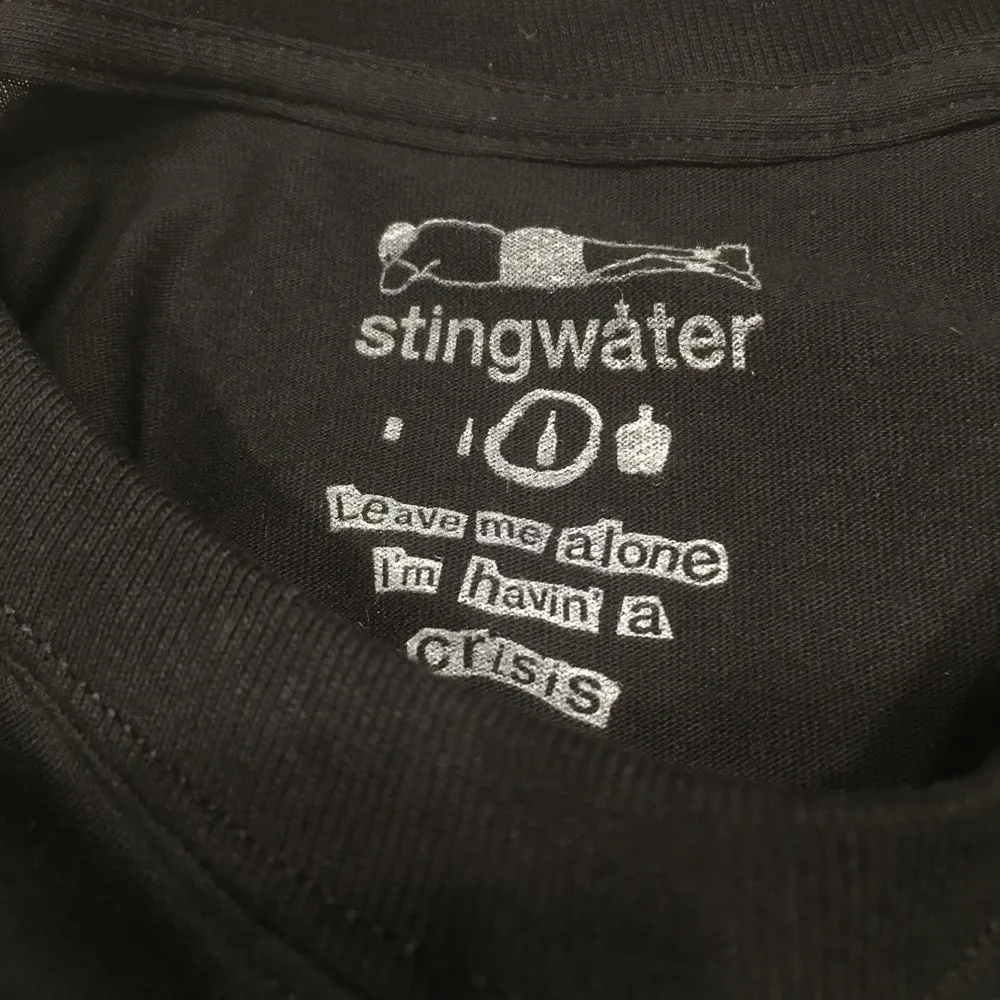 stingwater
Leave me alone
I'm havin' a
crisis